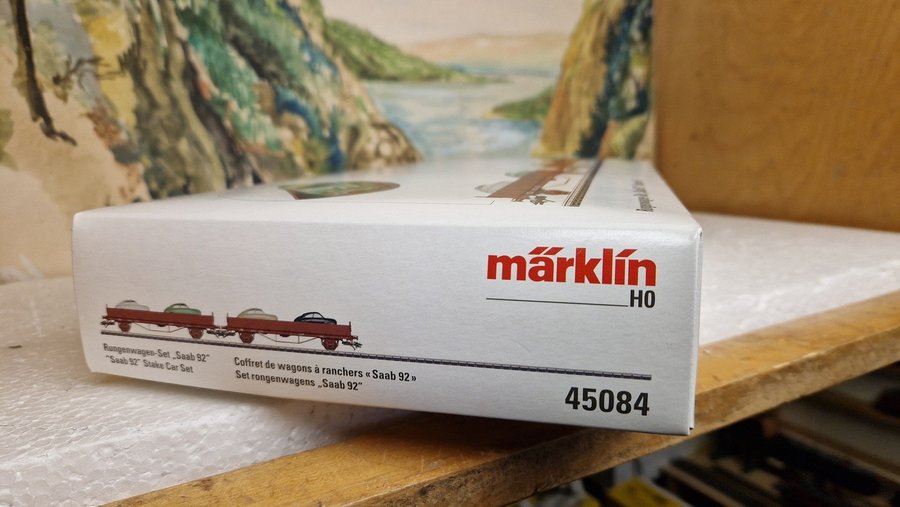 märklín
H0
Rungenwagen-Set „Saab 92”
“Saab 92” Stake Car Set
Coffret de wagons à ranchers « Saab 92 »
Set rongenwagens „Saab 92”
45084